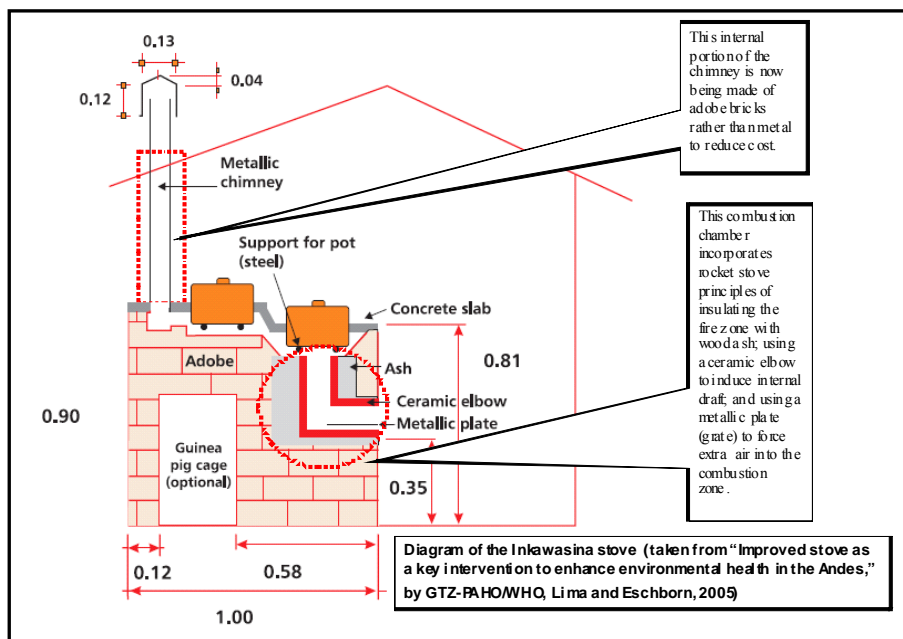 0.13
0.04
0.12
Metallic
chimney
This internal
portion of the
chimney is now
being made of
adobe bricks
rather than metal
to reduce cost.
Support for pot
(steel)
Concrete slab
Adobe
Ash
0.81
Ceramic elbow
Metallic plate
0.90
Guinea
pig cage
(optional)
0.35
This combustion
chamber
incorporates
rocket stove
principles of
insulating the
fire zone with
wood ash; using
a ceramic elbow
to induce internal
draft; and using a
metallic plate
(grate) to force
extra air into the
combustion
zone.
0.12
0.58
1.00
Diagram of the Inkawasina stove (taken from “Improved stove as
a key intervention to enhance environmental health in the Andes,”
by GTZ-PAHO/WHO, Lima and Eschborn, 2005)